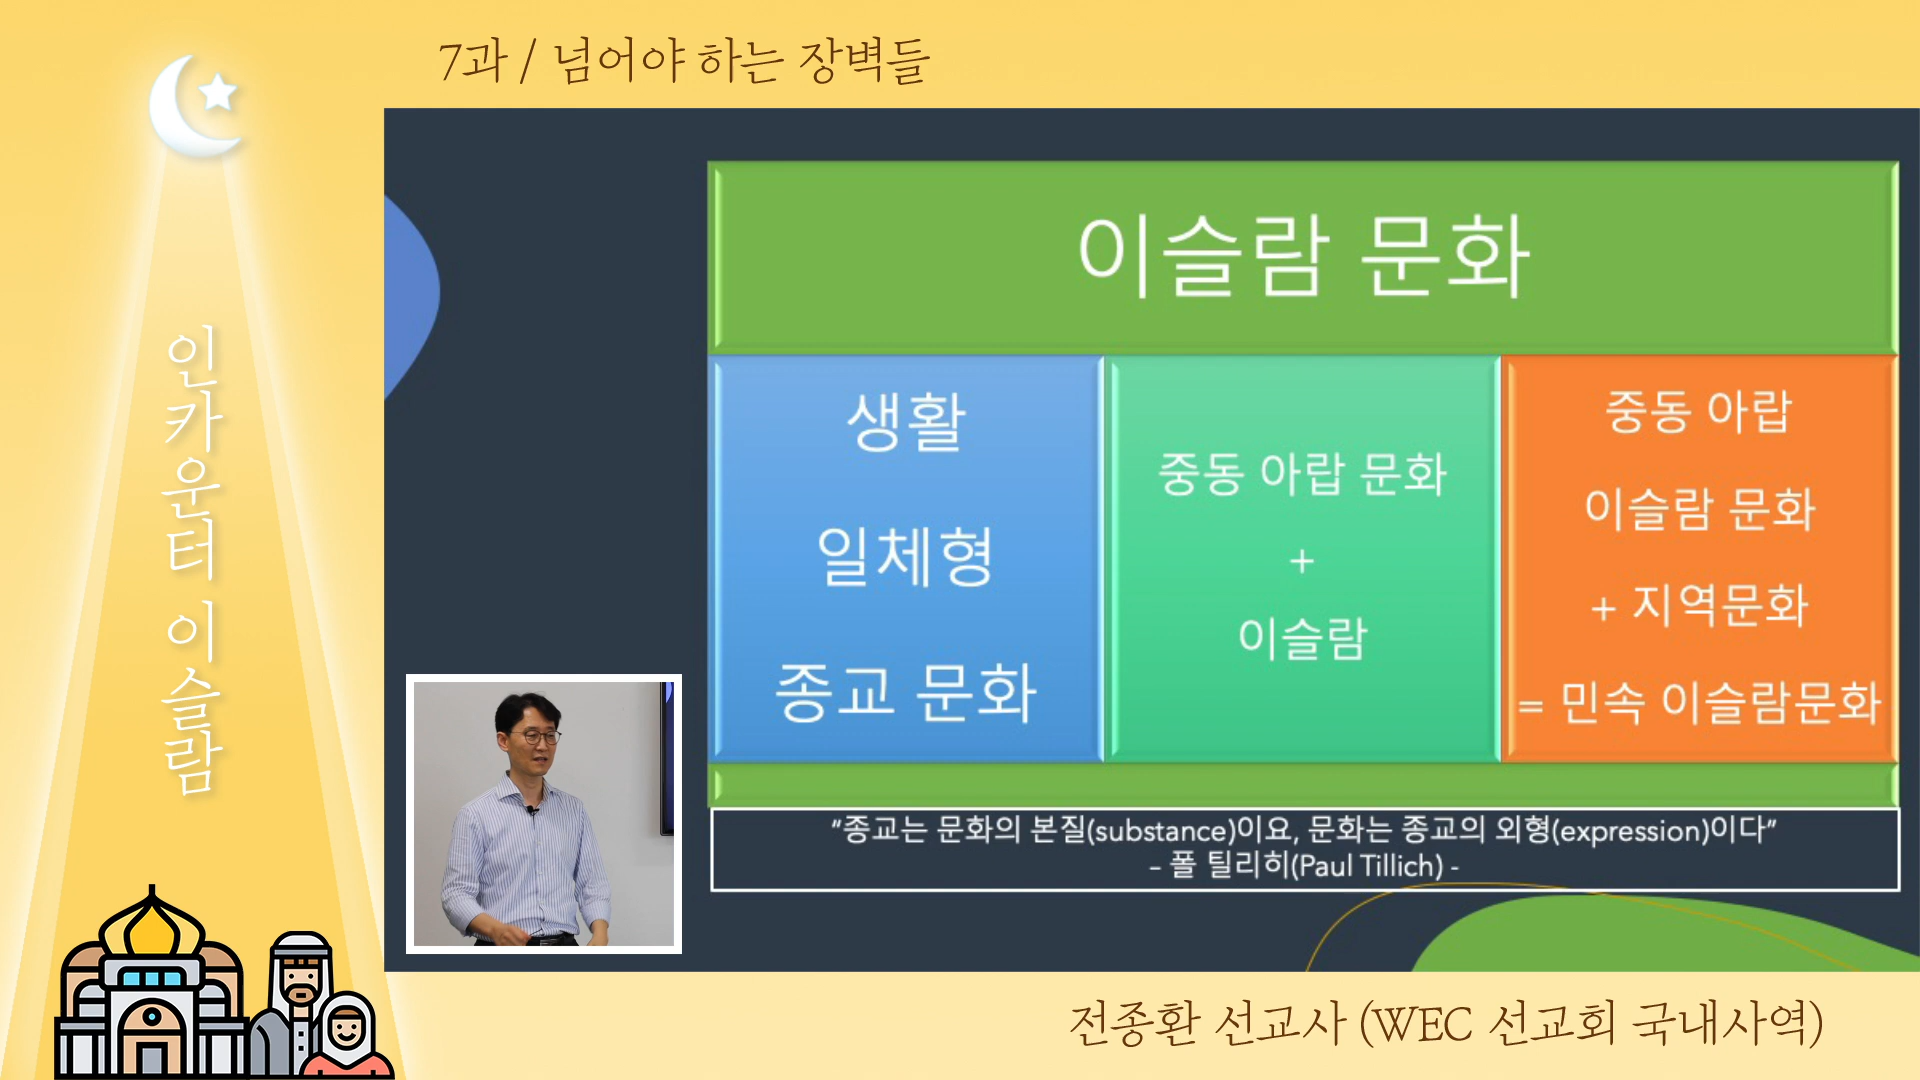 7과 / 넘어야 하는 장벽들
인카운터 이슬람
이슬람 문화
생활
일체형
종교 문화
중동 아랍 문화
+
이슬람
중동 아랍
이슬람 문화
+ 지역문화
= 민속 이슬람문화
“종교는 문화의 본질(substance)이요, 문화는 종교의 외형(expression)이다”
– 폴 틸리히(Paul Tillich) -
전종환 선교사 (WEC 선교회 국내사역)